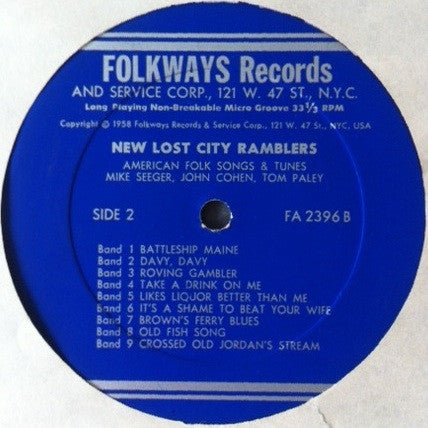 FOLKWAYS Records
AND SERVICE CORP., 121 W. 47 ST., N.Y.C.
Long Playing Non-Breakable Micro Groove 33 1/3 RPM
Copyright © 1958 Folkways Records & Service Corp., 121 W. 47 St., NYC, USA
NEW LOST CITY RAMBLERS
AMERICAN FOLK SONGS & TUNES
MIKE SEEGER, JOHN COHEN, TOM PALEY
SIDE 2 FA 2396 B
Band 1 BATTLESHIP MAINE
Band 2 DAVY, DAVY
Band 3 ROVING GAMBLER
Band 4 TAKE A DRINK ON ME
Band 5 LIKES LIQUOR BETTER THAN ME
Band 6 IT'S A SHAME TO BEAT YOUR WIFE
Band 7 BROWN'S FERRY BLUES
Band 8 OLD FISH SONG
Band 9 CROSSED OLD JORDAN'S STREAM